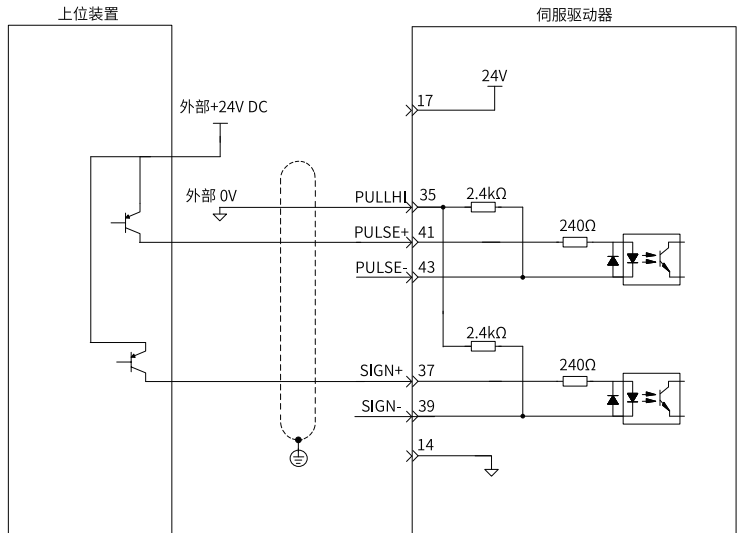 上位装置
伺服驱动器
24V
17
外部+24V DC
外部 0V
PULLHI
35
2.4kΩ
PULSE+
41
240Ω
PULSE-
43
2.4kΩ
SIGN+
37
240Ω
SIGN-
39
14